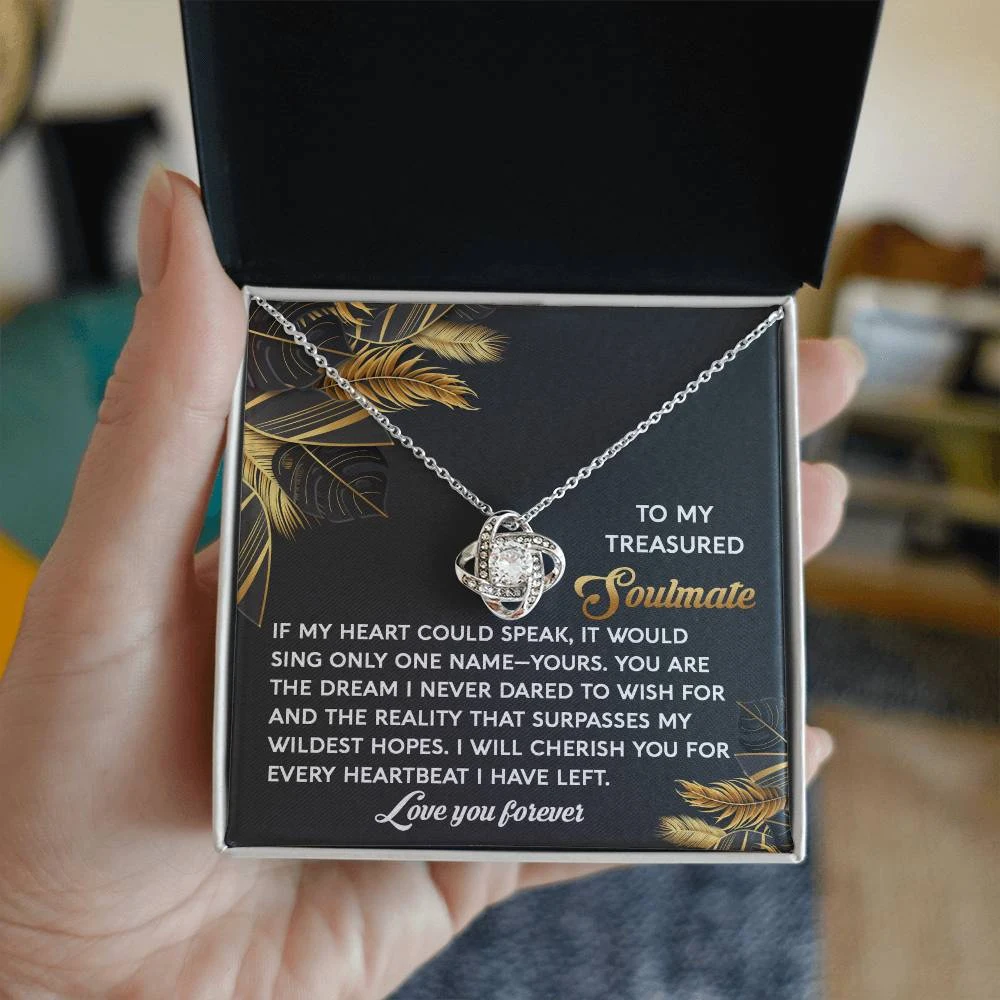 TO MY
TREASURED
Soulmate
IF MY HEART COULD SPEAK, IT WOULD
SING ONLY ONE NAME—YOURS. YOU ARE
THE DREAM I NEVER DARED TO WISH FOR
AND THE REALITY THAT SURPASSES MY
WILDEST HOPES. I WILL CHERISH YOU FOR
EVERY HEARTBEAT I HAVE LEFT.
Love you forever